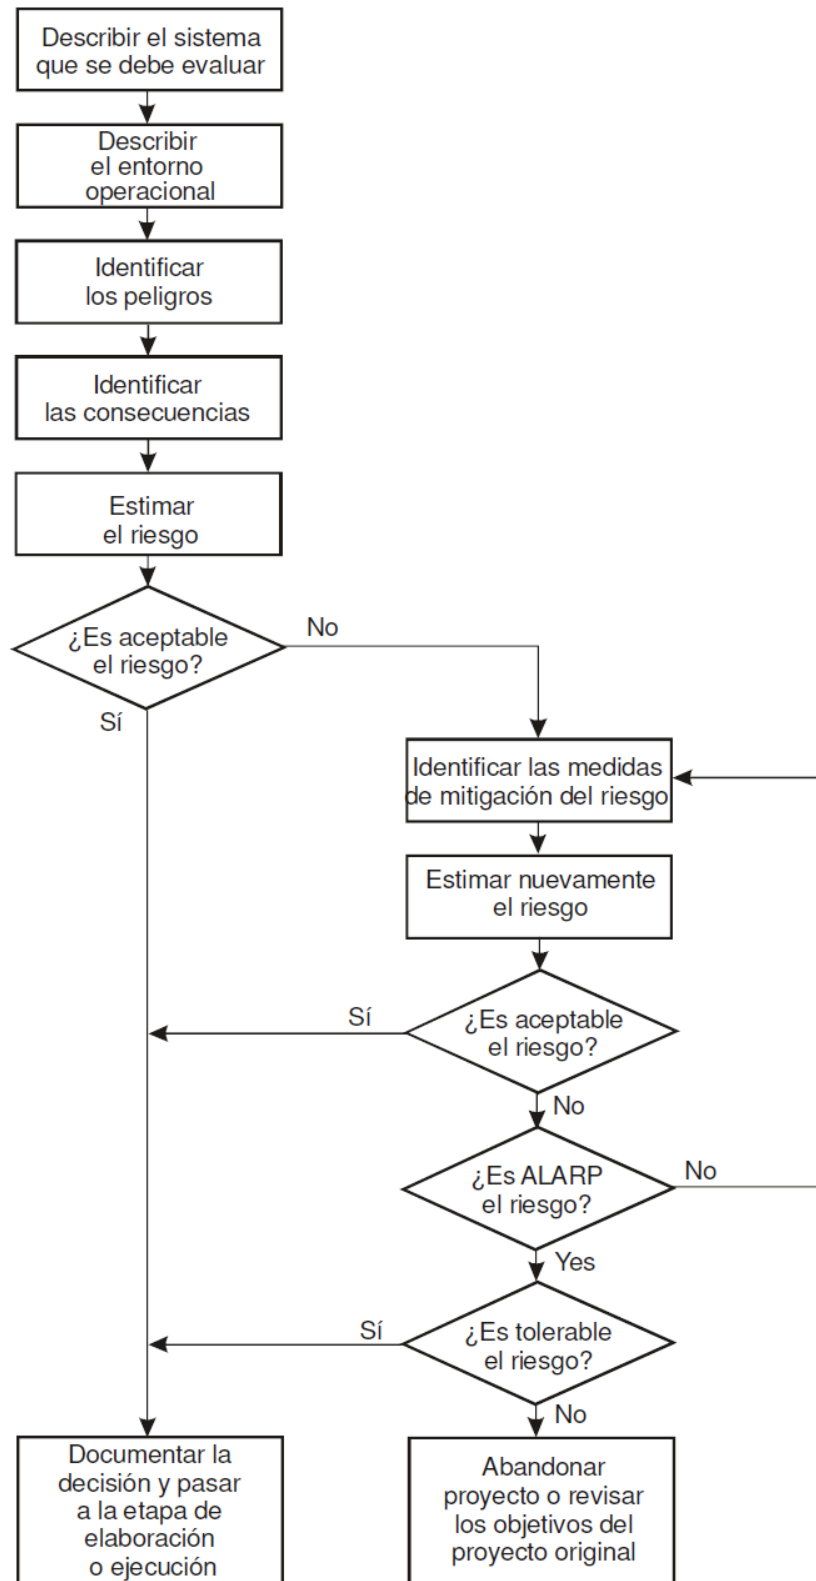 Describir el sistema
que se debe evaluar
Describir
el entorno
operacional
Identificar
los peligros
Identificar
las consecuencias
Estimar
el riesgo
¿Es aceptable
el riesgo?
No
Sí
Identificar las medidas
de mitigación del riesgo
Estimar nuevamente
el riesgo
¿Es aceptable
el riesgo?
Sí
No
¿Es ALARP
el riesgo?
No
Yes
¿Es tolerable
el riesgo?
Sí
No
Documentar la
decisión y pasar
a la etapa de
elaboración
o ejecución
Abandonar
proyecto o revisar
los objetivos del
proyecto original